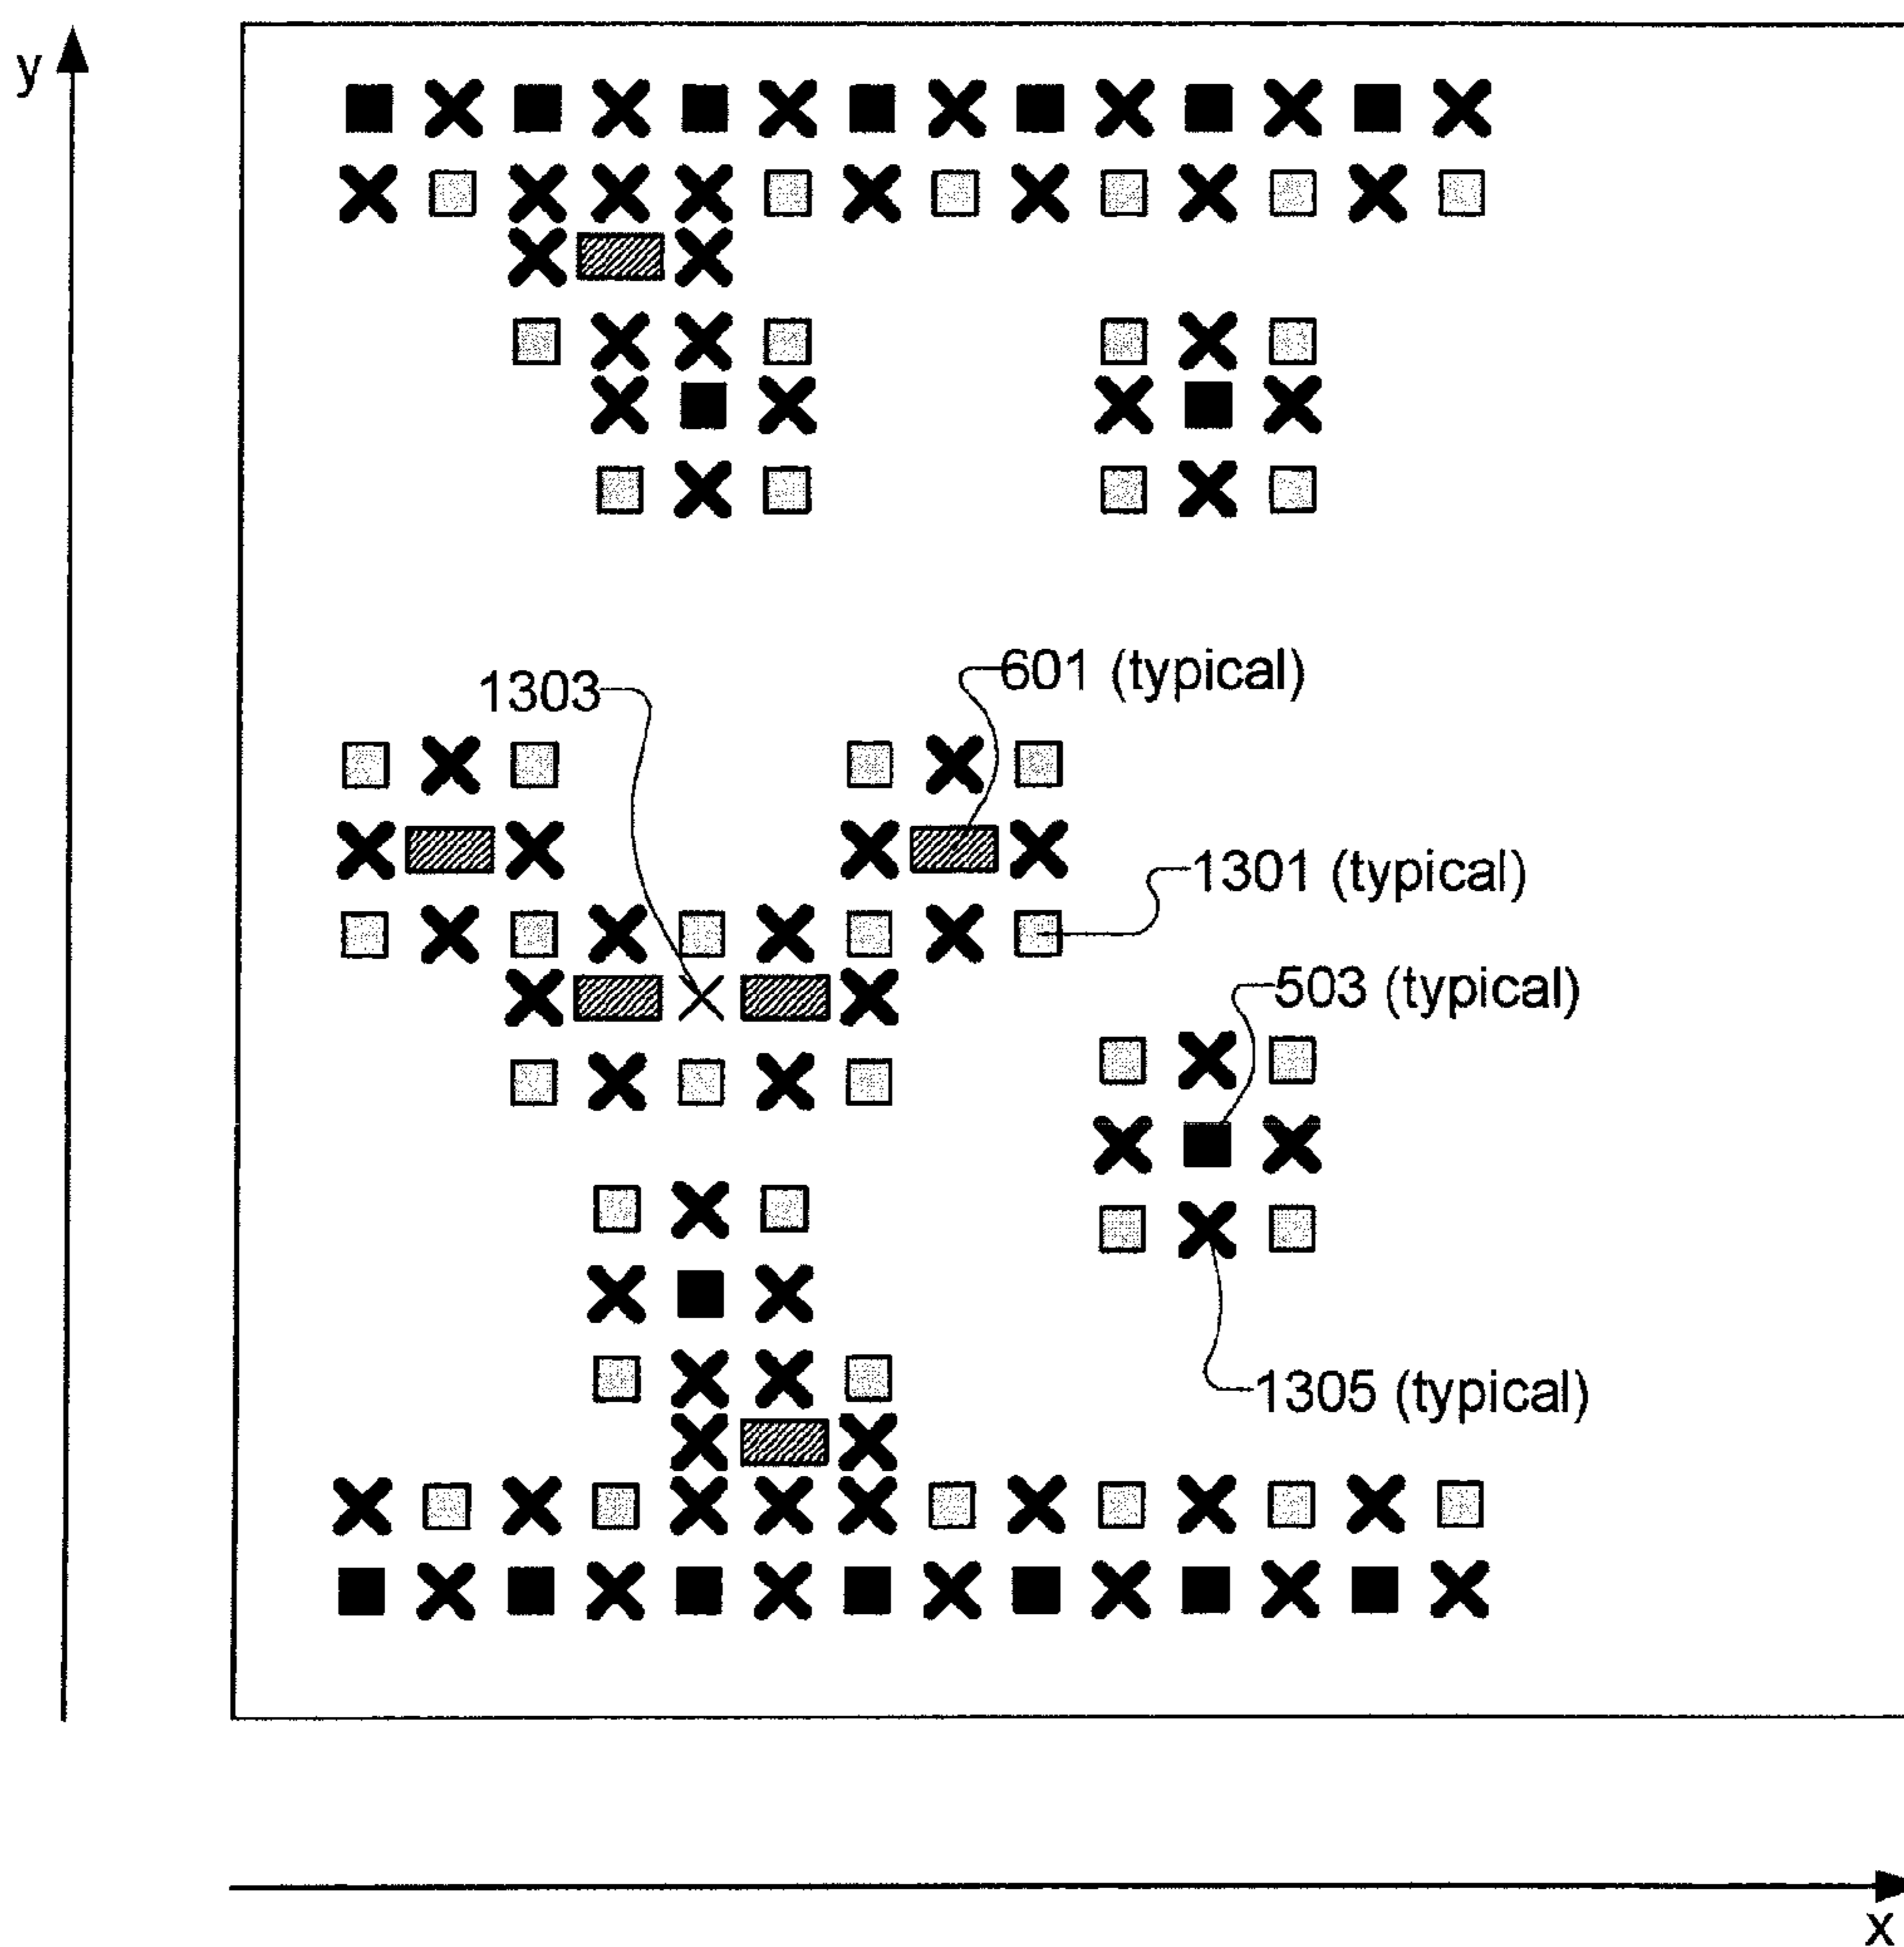 y
601 (typical)
1303
1301 (typical)
503 (typical)
1305 (typical)
x